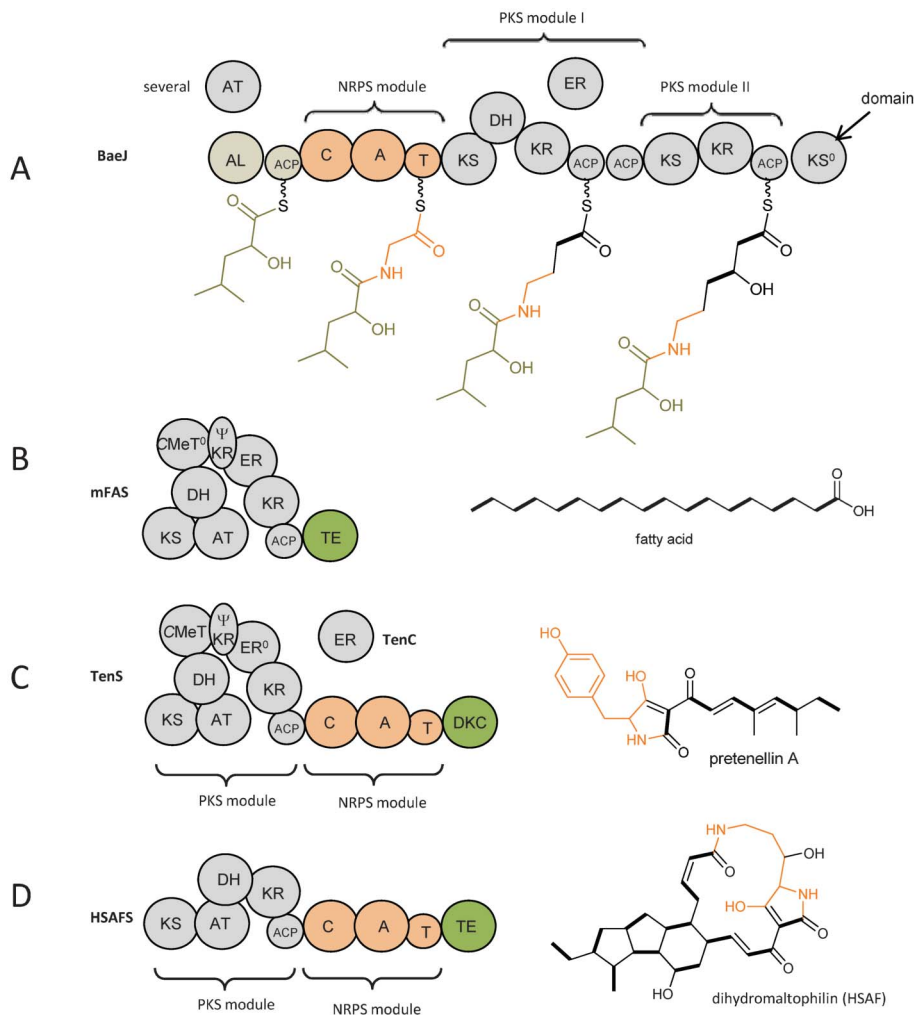 PKS module I
several
AT
NRPS module
ER
PKS module II
domain
A
BaeJ
AL
ACP
C
A
T
KS
DH
KR
ACP
ACP
KS
KR
ACP
KS⁰
S
S
S
S
O
OH
O
NH
O
OH
O
O
NH
O
OH
O
OH
NH
O
OH
B
mFAS
CMeT⁰
Ψ
KR
ER
DH
KR
KS
AT
ACP
TE
O
OH
fatty acid
C
TenS
CMeT
Ψ
KR
ER⁰
ER
TenC
DH
KR
KS
AT
ACP
C
A
T
DKC
PKS module
NRPS module
HO
HO
O
HN
O
pretenellin A
D
HSAFS
DH
KR
KS
AT
ACP
C
A
T
TE
PKS module
NRPS module
HN
O
OH
HO
NH
O
O
HO
dihydromaltophilin (HSAF)